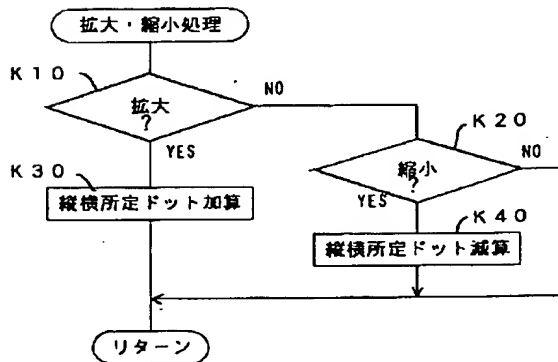 拡大・縮小処理
K10
拡大
?
NO
YES
K20
縮小
?
NO
YES
K30
縦横所定ドット加算
K40
縦横所定ドット減算
リターン